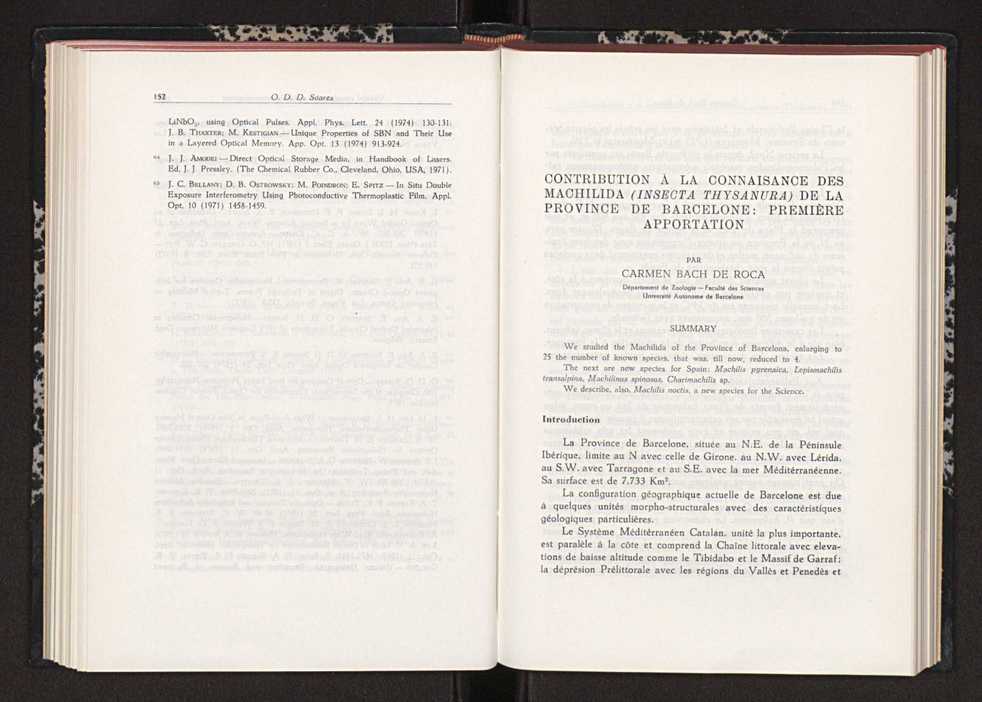 152
O. D. D. Soares
LiNbO3, using Optical Pulses. Appl. Phys. Lett. 24 (1974) 130-131;
J. B. THAXTER; M. KESTIGIAN — Unique Properties of SBN and Their Use
in a Layered Optical Memory. App. Opt. 13 (1974) 913-924.
J. J. AMODEI — Direct Optical Storage Media, in Handbook of Lasers.
Ed. J. J. Pressley. (The Chemical Rubber Co., Cleveland, Ohio, USA, 1971).
J. C. BELLANY; D. B. OSTROWSKY; M. POINDRON; E. SPITZ — In Situ Double
Exposure Interferometry Using Photoconductive Thermoplastic Film. Appl.
Opt. 10 (1971) 1458-1459.
CONTRIBUTION Á LA CONNAISANCE DES
MACHILIDA (INSECTA THYSANURA) DE LA
PROVINCE DE BARCELONE: PREMIÈRE
APPORTATION
PAR
CARMEN BACH DE ROCA
Département de Zoologie — Faculté des Sciences
Université Autonome de Barcelone
SUMMARY
We studied the Machilida of the Province of Barcelona, enlarging to
25 the number of known species, that was, till now, reduced to 4.
The next are new species for Spain: Machilis pyrenaica, Lepismachilis
transalpina, Machilinus spinosus, Charimachilis sp.
We describe, also, Machilis noctis, a new species for the Science.
Introduction
La Province de Barcelone, située au N.E. de la Péninsule
Ibérique, limite au N avec celle de Girone, au N.W. avec Lérida,
au S.W. avec Tarragone et au S.E. avec la mer Méditérranéenne.
Sa surface est de 7.733 Km².
La configuration géographique actuelle de Barcelone est due
á quelques unités morpho-structurales avec des caractéristiques
géologiques particulières.
Le Système Méditérranéen Catalan, unité la plus importante,
est paralèle á la côte et comprend la Chaîne littorale avec eleva-
tions de baisse altitude comme le Tibidabo et le Massif de Garraf;
la déprésion Prélittorale avec les régions du Vallès et Penedès et